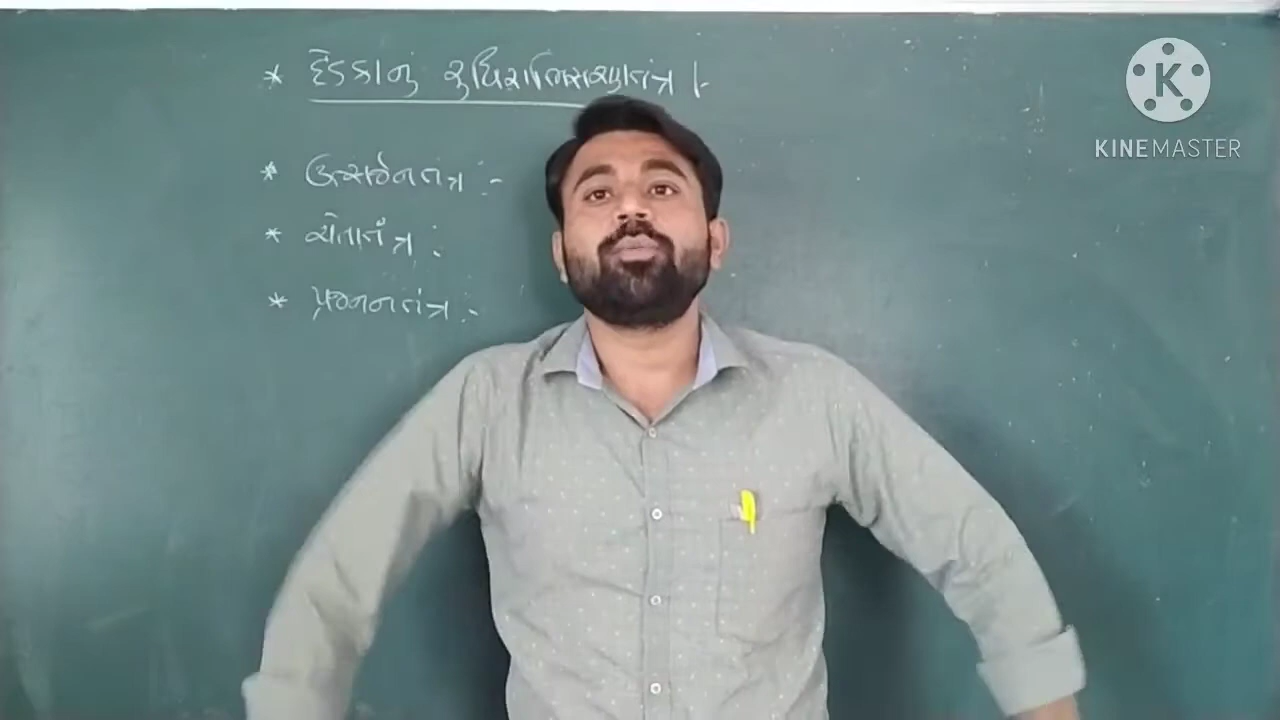 * દેડકાનું રુધિરાભિસરણતંત્ર :-
* ઉત્સર્જનતંત્ર :-
* ચેતાતંત્ર :
* પ્રજનનતંત્ર :-
K
KINEMASTER